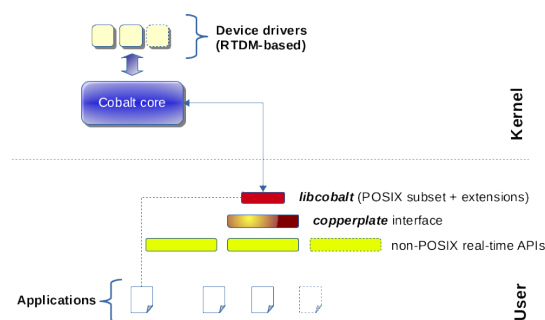 Device drivers
(RTDM-based)
Cobalt core
Kernel
libcobalt (POSIX subset + extensions)
copperplate interface
non-POSIX real-time APIs
Applications
User